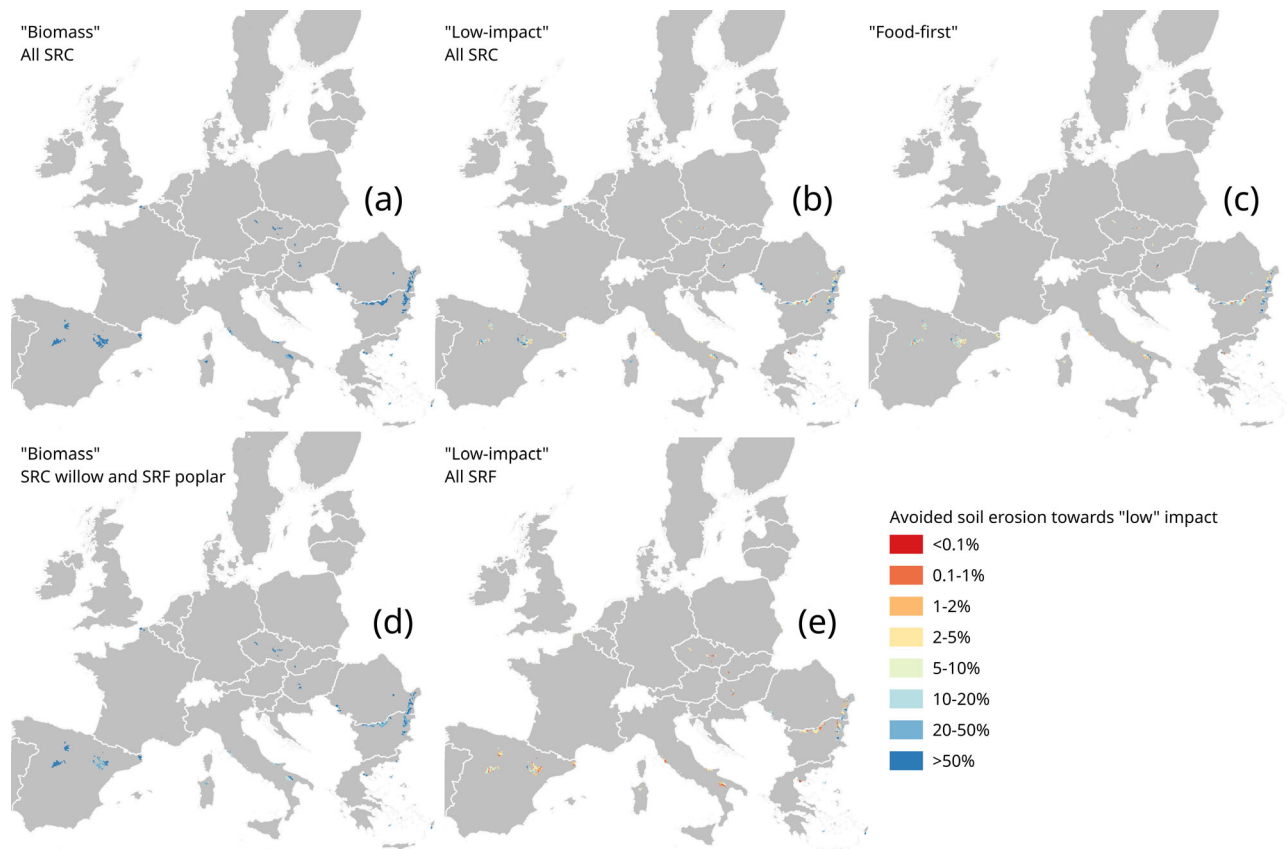 "Biomass"
All SRC
(a)
"Low-impact"
All SRC
(b)
"Food-first"
(c)
"Biomass"
SRC willow and SRF poplar
(d)
"Low-impact"
All SRF
(e)
Avoided soil erosion towards "low" impact
<0.1%
0.1-1%
1-2%
2-5%
5-10%
10-20%
20-50%
>50%